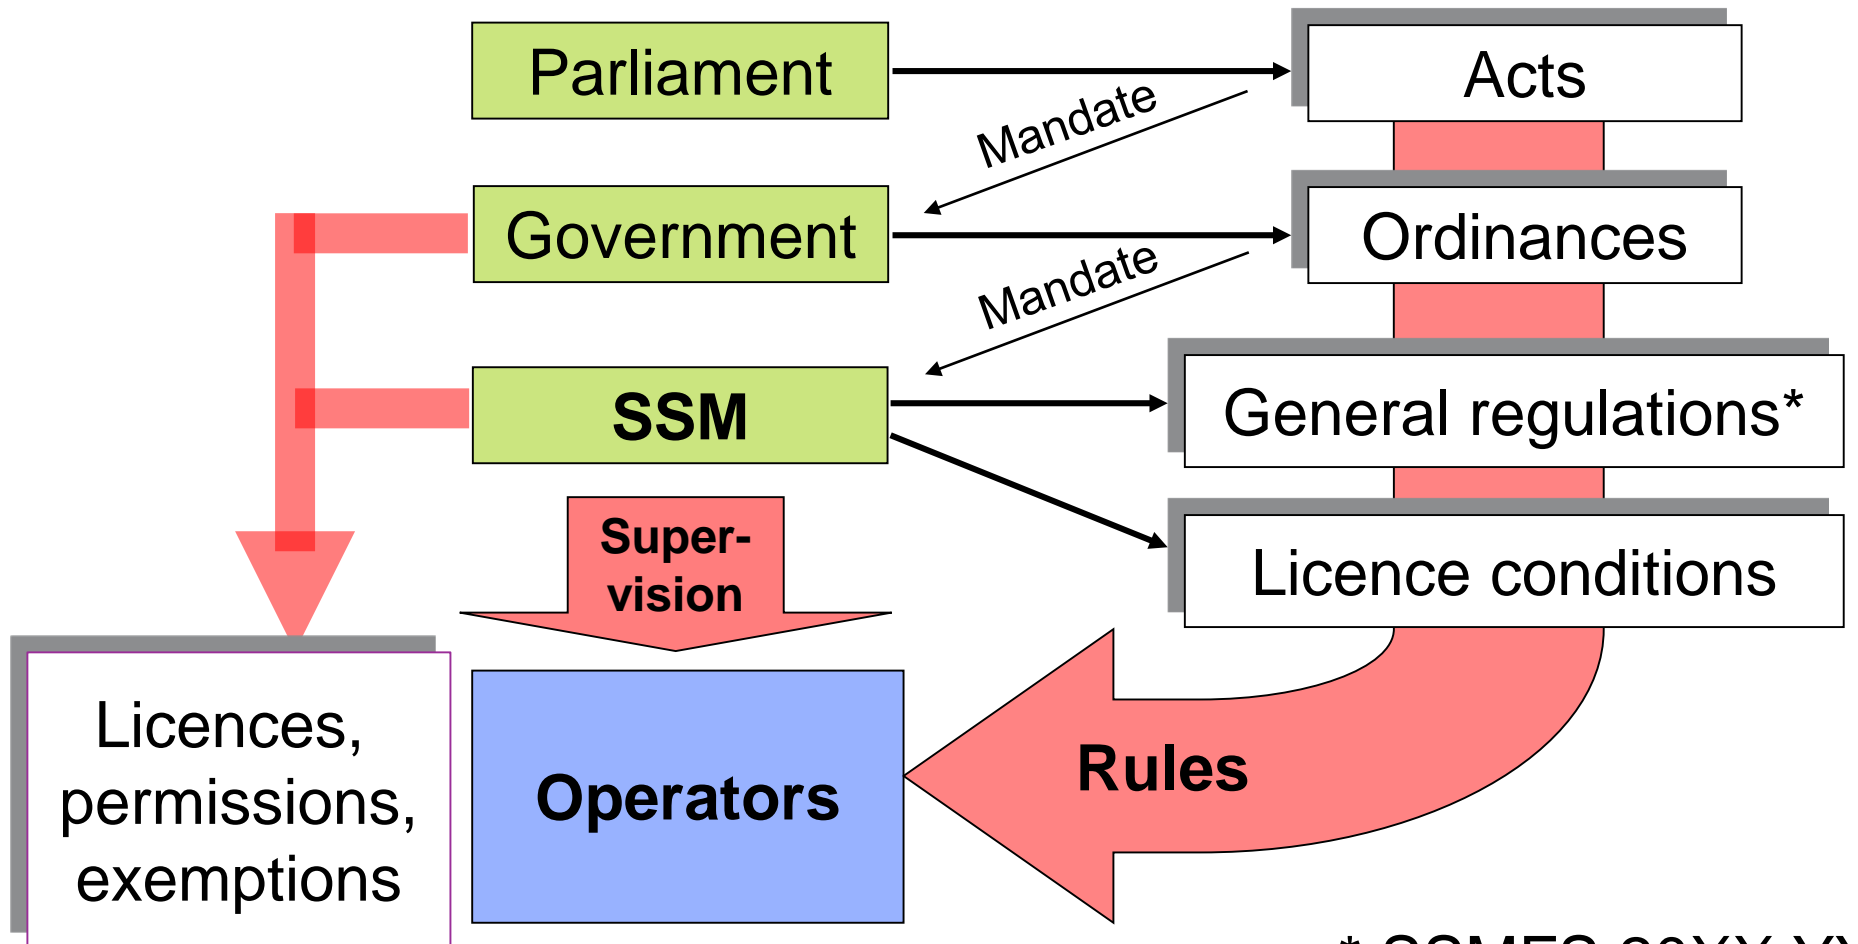 Parliament
Acts
Mandate
Government
Ordinances
Mandate
SSM
General regulations*
Super-
vision
Licence conditions
Licences,
permissions,
exemptions
Operators
Rules